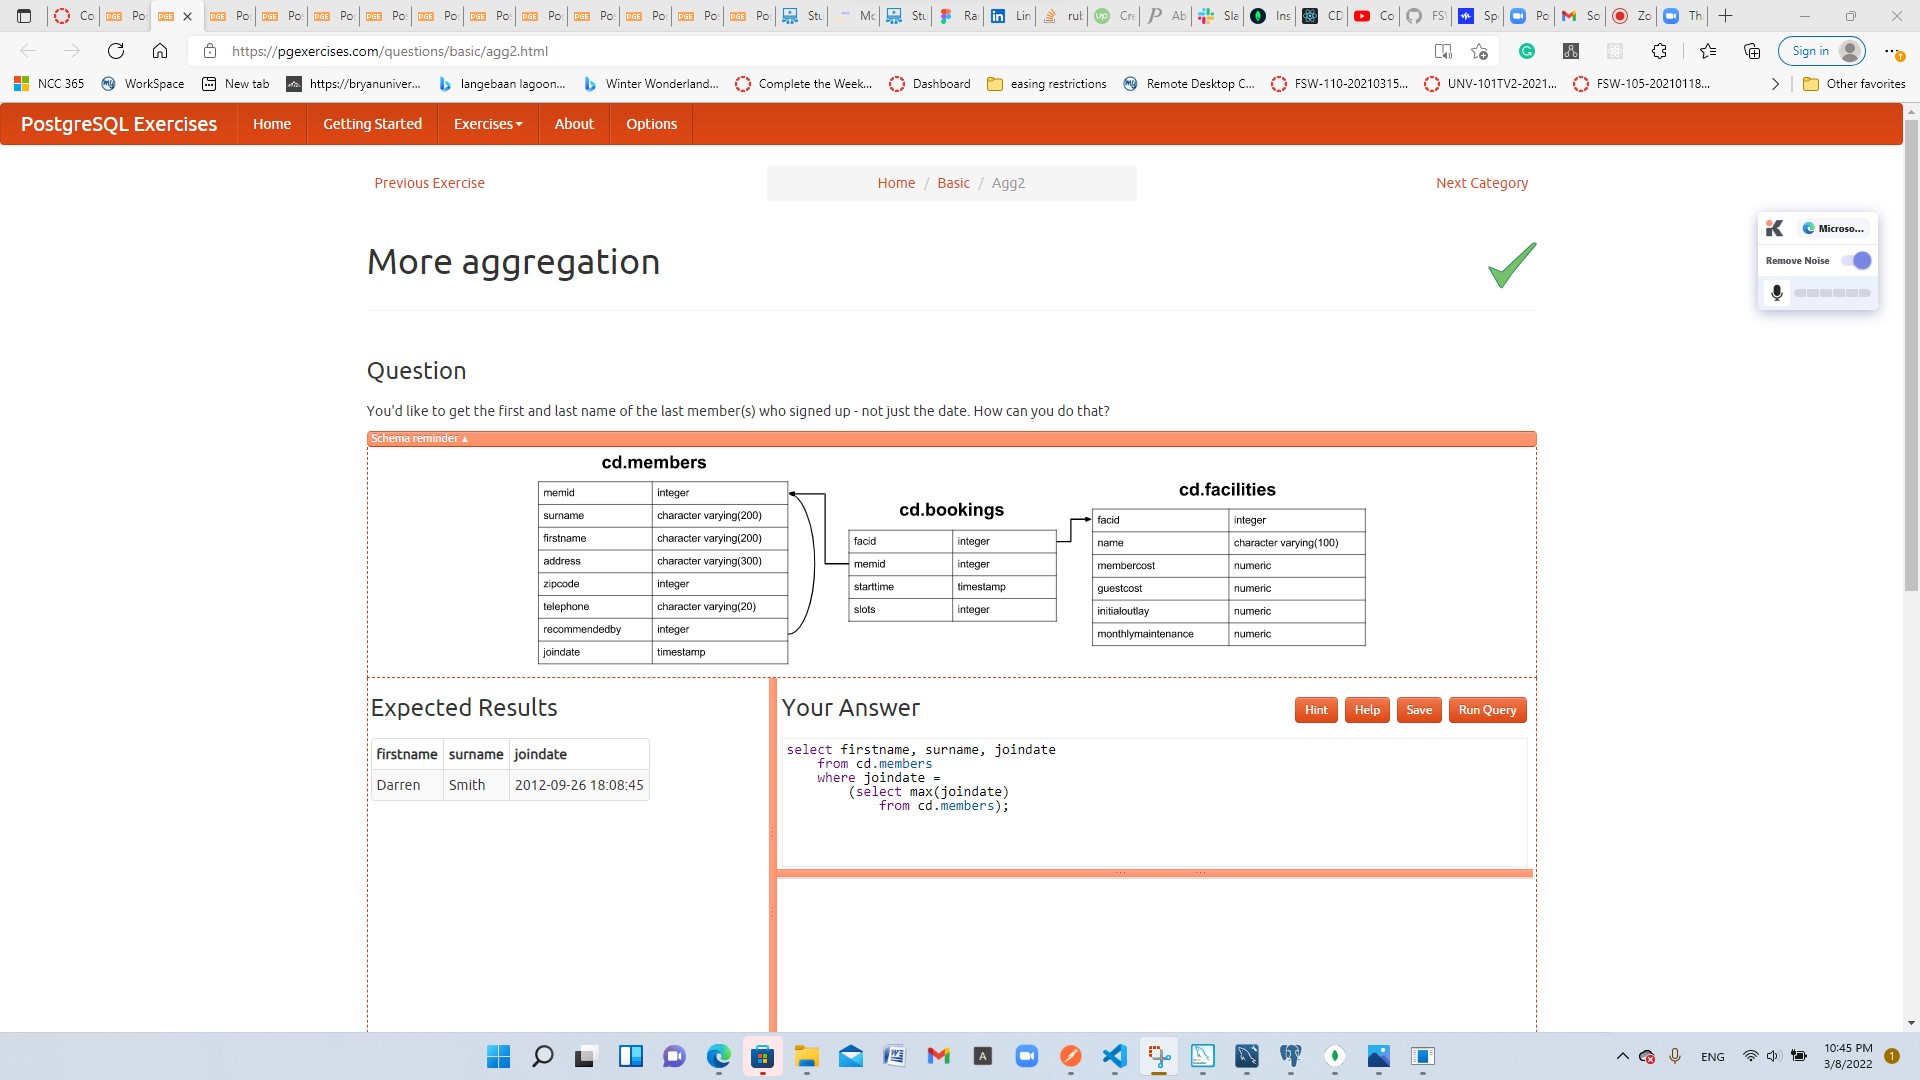 Co
Po
Po
Po
Po
Po
Po
Po
Po
Po
Po
Po
Po
Stu
Mc
Stu
Ra
Lin
rub
Cre
Ab
Sla
Ins
CD
Co
FS
Sp
Po
So
Zo
Th
https://pgexercises.com/questions/basic/agg2.html
Sign in
NCC 365
WorkSpace
New tab
https://bryanuniver...
langebaan lagoon...
Winter Wonderland...
Complete the Week...
Dashboard
easing restrictions
Remote Desktop C...
FSW-110-20210315...
UNV-101TV2-2021...
FSW-105-20210118...
Other favorites
PostgreSQL Exercises
Home
Getting Started
Exercises
About
Options
Previous Exercise
Home / Basic / Agg2
Next Category
Microso...
Remove Noise
More aggregation
Question
You'd like to get the first and last name of the last member(s) who signed up - not just the date. How can you do that?
Schema reminder ▲
cd.members
memid integer
surname character varying(200)
firstname character varying(200)
address character varying(300)
zipcode integer
telephone character varying(20)
recommendedby integer
joindate timestamp
cd.bookings
facid integer
memid integer
starttime timestamp
slots integer
cd.facilities
facid integer
name character varying(100)
membercost numeric
guestcost numeric
initialoutlay numeric
monthlymaintenance numeric
Expected Results
firstname surname joindate
Darren Smith 2012-09-26 18:08:45
Your Answer
Hint
Help
Save
Run Query
select firstname, surname, joindate
from cd.members
where joindate =
(select max(joindate)
from cd.members);
ENG
10:45 PM
3/8/2022
1